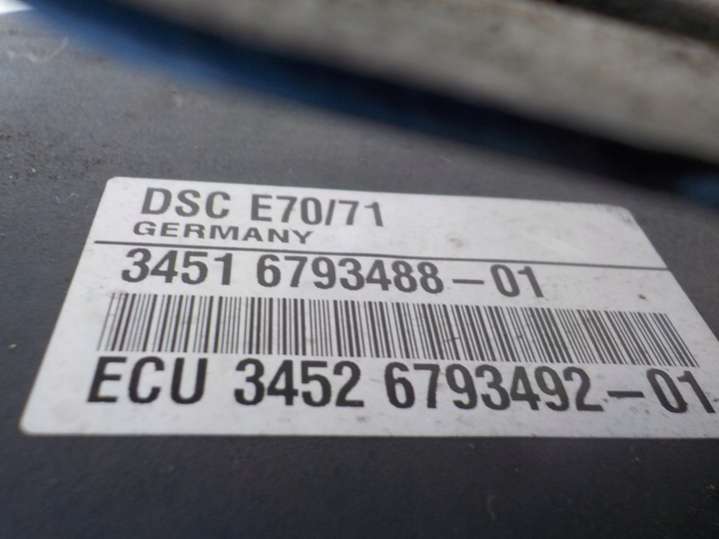 DSC E70/71
GERMANY
3451 6793488-01
ECU 3452 6793492-01